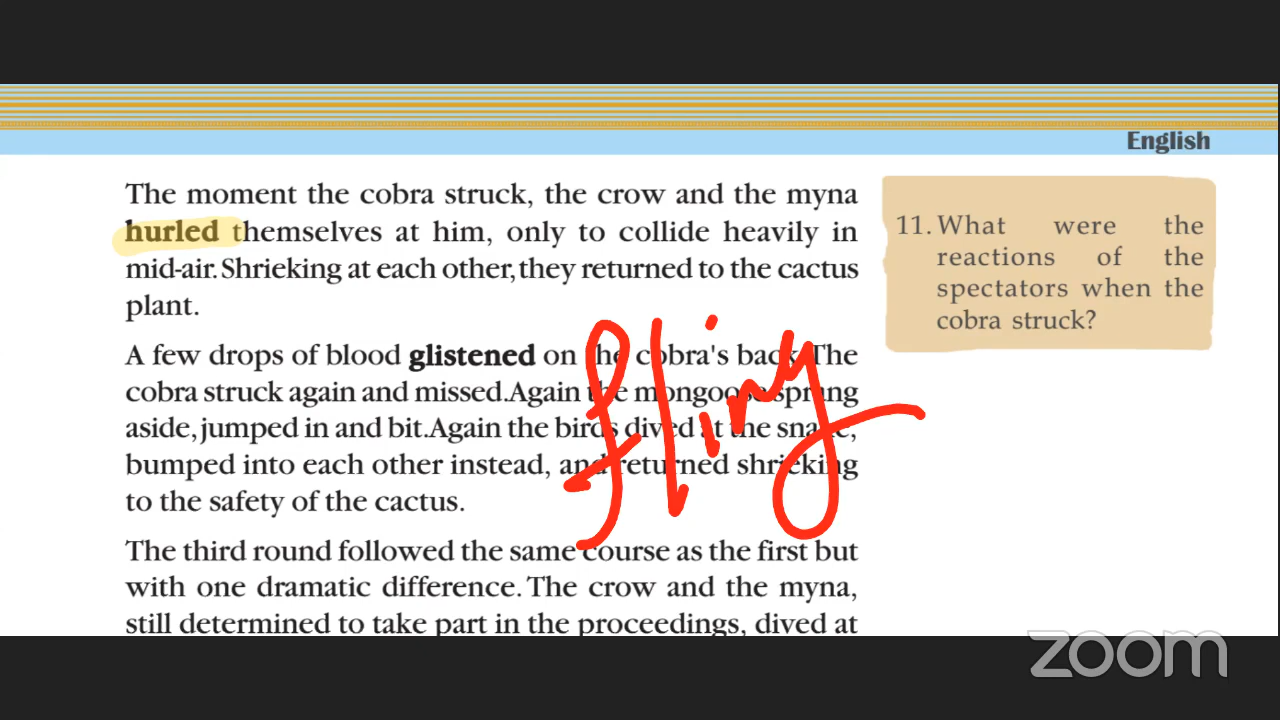 English
The moment the cobra struck, the crow and the myna
hurled themselves at him, only to collide heavily in
mid-air. Shrieking at each other, they returned to the cactus
plant.
A few drops of blood glistened on the cobra's back. The
cobra struck again and missed. Again the mongoose sprang
aside, jumped in and bit. Again the birds dived at the snake,
bumped into each other instead, and returned shrieking
to the safety of the cactus.
The third round followed the same course as the first but
with one dramatic difference. The crow and the myna,
still determined to take part in the proceedings, dived at
fling
11. What were the
reactions of the
spectators when the
cobra struck?
zoom